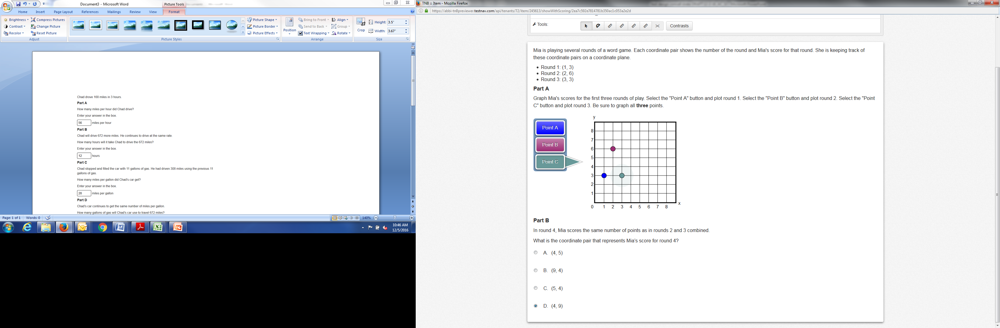 Document3 - Microsoft Word
Picture Tools
Home Insert Page Layout References Mailings Review View Format
Brightness Compress Pictures
Contrast Change Picture
Recolor Reset Picture
Adjust
Picture Styles
Picture Shape
Picture Border
Picture Effects
Position
Bring to Front Align
Send to Back Group
Text Wrapping Rotate
Arrange
Crop
Height: 3.5"
Width: 3.67"
Size
Chad drove 168 miles in 3 hours.
Part A
How many miles per hour did Chad drive?
Enter your answer in the box.
56 miles per hour
Part B
Chad will drive 672 more miles. He continues to drive at the same rate.
How many hours will it take Chad to drive the 672 miles?
Enter your answer in the box.
12 hours
Part C
Chad stopped and filled the car with 11 gallons of gas. He had driven 308 miles using the previous 11
gallons of gas.
How many miles per gallon did Chad's car get?
Enter your answer in the box.
28 miles per gallon
Part D
Chad's car continues to get the same number of miles per gallon.
How many gallons of gas will Chad's car use to travel 672 miles?
Page: 1 of 1 Words: 0 140%
10:46 AM
12/5/2016
TN8 ::: Item - Mozilla Firefox
https://abbi-tn8previewer.testnav.com/api/tenants/72/item/245613/showWithScoring/2ea7c592e7814781b350ac1c053a2e2d
Tools: Contrasts
Mia is playing several rounds of a word game. Each coordinate pair shows the number of the round and Mia's score for that round. She is keeping track of
these coordinate pairs on a coordinate plane.
• Round 1: (1, 3)
• Round 2: (2, 6)
• Round 3: (3, 3)
Part A
Graph Mia's scores for the first three rounds of play. Select the "Point A" button and plot round 1. Select the "Point B" button and plot round 2. Select the "Point
C" button and plot round 3. Be sure to graph all three points.
Point A
Point B
Point C
y
8
7
6
5
4
3
2
1
x
0 1 2 3 4 5 6 7 8
Part B
In round 4, Mia scores the same number of points as in rounds 2 and 3 combined.
What is the coordinate pair that represents Mia's score for round 4?
A. (4, 5)
B. (9, 4)
C. (5, 4)
D. (4, 9)